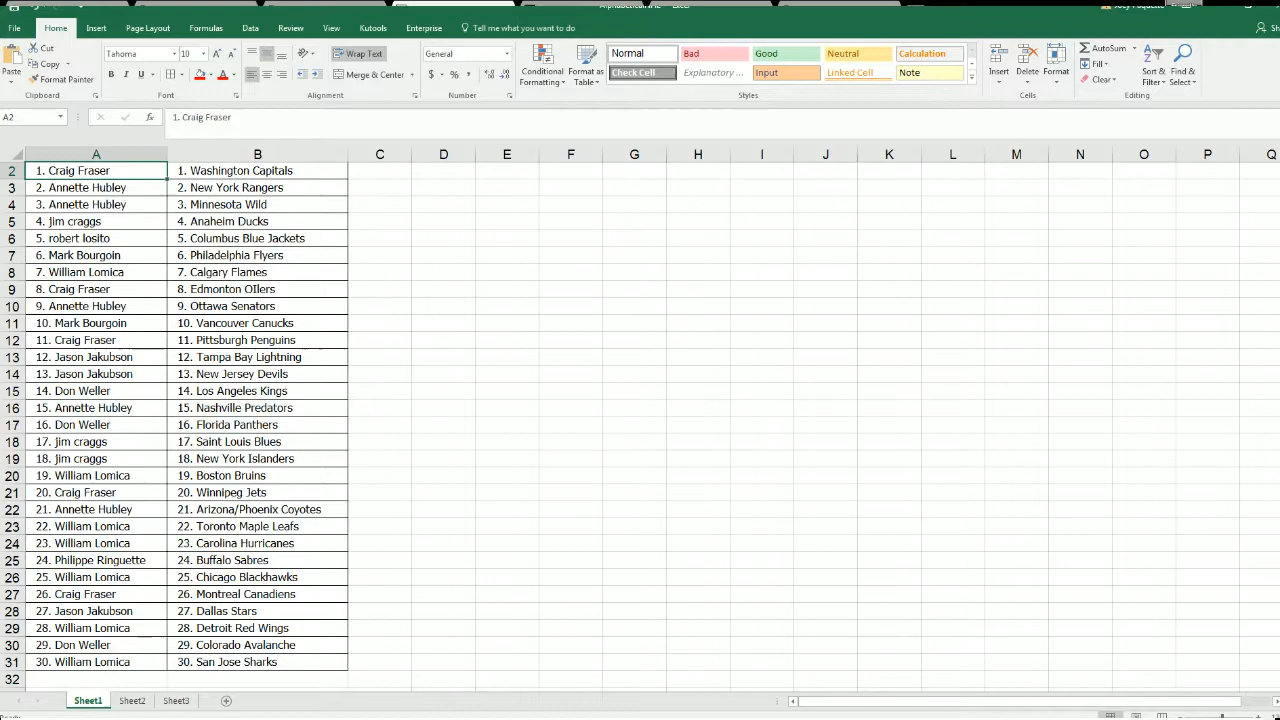 File Home Insert Page Layout Formulas Data Review View Kutools Enterprise Tell me what you want to do
Cut Tahoma 10 Wrap Text General Normal Bad Good Neutral Calculation AutoSum
Copy Fill
Paste Format Painter Merge & Center Conditional Formatting Format as Table Check Cell Explanatory ... Input Linked Cell Note Insert Delete Format Clear Sort & Filter Find & Select
Clipboard Font Alignment Number Styles Cells Editing
A2 1. Craig Fraser
A B C D E F G H I J K L M N O P Q
2 1. Craig Fraser 1. Washington Capitals
3 2. Annette Hubley 2. New York Rangers
4 3. Annette Hubley 3. Minnesota Wild
5 4. jim craggs 4. Anaheim Ducks
6 5. robert losito 5. Columbus Blue Jackets
7 6. Mark Bourgoin 6. Philadelphia Flyers
8 7. William Lomica 7. Calgary Flames
9 8. Craig Fraser 8. Edmonton OIlers
10 9. Annette Hubley 9. Ottawa Senators
11 10. Mark Bourgoin 10. Vancouver Canucks
12 11. Craig Fraser 11. Pittsburgh Penguins
13 12. Jason Jakubson 12. Tampa Bay Lightning
14 13. Jason Jakubson 13. New Jersey Devils
15 14. Don Weller 14. Los Angeles Kings
16 15. Annette Hubley 15. Nashville Predators
17 16. Don Weller 16. Florida Panthers
18 17. jim craggs 17. Saint Louis Blues
19 18. jim craggs 18. New York Islanders
20 19. William Lomica 19. Boston Bruins
21 20. Craig Fraser 20. Winnipeg Jets
22 21. Annette Hubley 21. Arizona/Phoenix Coyotes
23 22. William Lomica 22. Toronto Maple Leafs
24 23. William Lomica 23. Carolina Hurricanes
25 24. Philippe Ringuette 24. Buffalo Sabres
26 25. William Lomica 25. Chicago Blackhawks
27 26. Craig Fraser 26. Montreal Canadiens
28 27. Jason Jakubson 27. Dallas Stars
29 28. William Lomica 28. Detroit Red Wings
30 29. Don Weller 29. Colorado Avalanche
31 30. William Lomica 30. San Jose Sharks
32
Sheet1 Sheet2 Sheet3